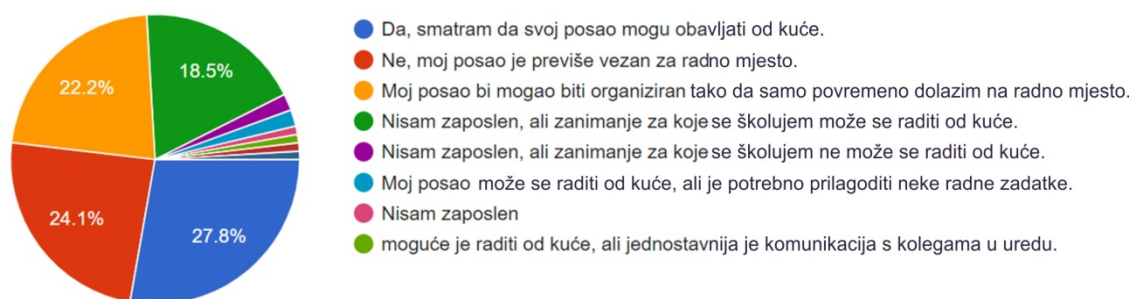 18.5%
22.2%
24.1%
27.8%
Da, smatram da svoj posao mogu obavljati od kuće.
Ne, moj posao je previše vezan za radno mjesto.
Moj posao bi mogao biti organiziran tako da samo povremeno dolazim na radno mjesto.
Nisam zaposlen, ali zanimanje za koje se školujem može se raditi od kuće.
Nisam zaposlen, ali zanimanje za koje se školujem ne može se raditi od kuće.
Moj posao može se raditi od kuće, ali je potrebno prilagoditi neke radne zadatke.
Nisam zaposlen
moguće je raditi od kuće, ali jednostavnija je komunikacija s kolegama u uredu.